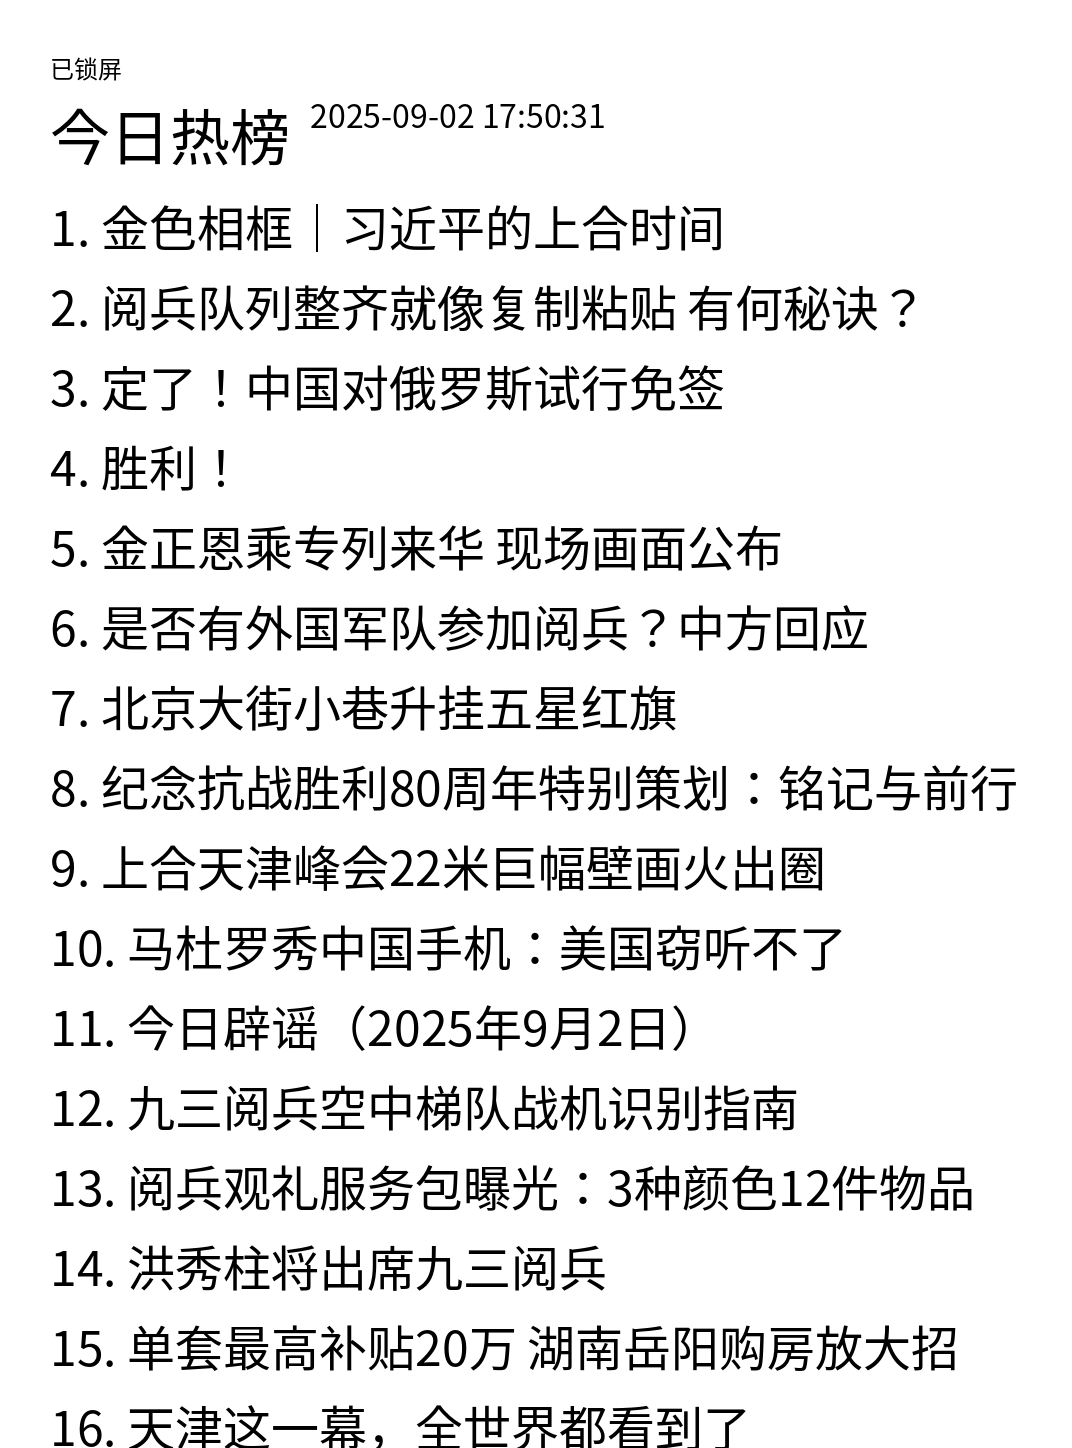 已锁屏
今日热榜 2025-09-02 17:50:31
1. 金色相框｜习近平的上合时间
2. 阅兵队列整齐就像复制粘贴 有何秘诀？
3. 定了！中国对俄罗斯试行免签
4. 胜利！
5. 金正恩乘专列来华 现场画面公布
6. 是否有外国军队参加阅兵？中方回应
7. 北京大街小巷升挂五星红旗
8. 纪念抗战胜利80周年特别策划：铭记与前行
9. 上合天津峰会22米巨幅壁画火出圈
10. 马杜罗秀中国手机：美国窃听不了
11. 今日辟谣（2025年9月2日）
12. 九三阅兵空中梯队战机识别指南
13. 阅兵观礼服务包曝光：3种颜色12件物品
14. 洪秀柱将出席九三阅兵
15. 单套最高补贴20万 湖南岳阳购房放大招
16. 天津这一幕，全世界都看到了